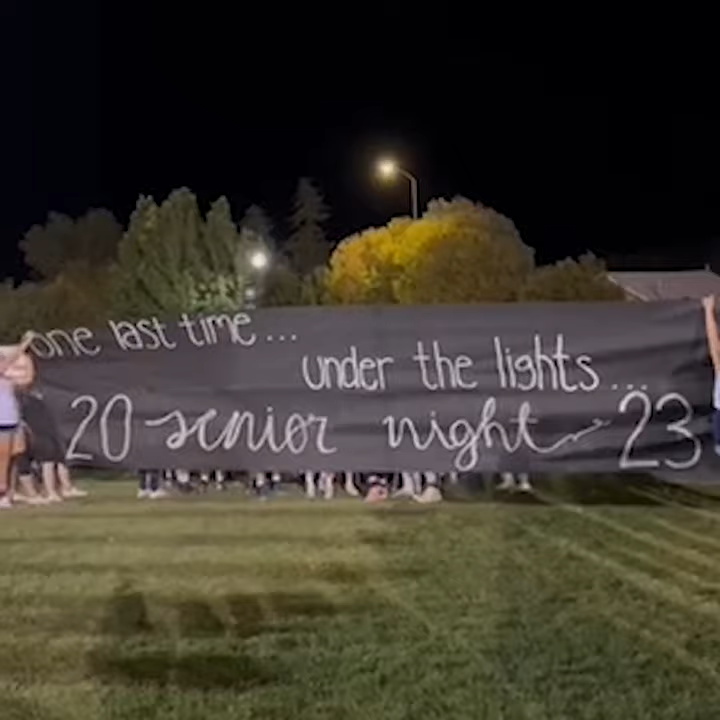 one last time...
under the lights...
20 senior night 23